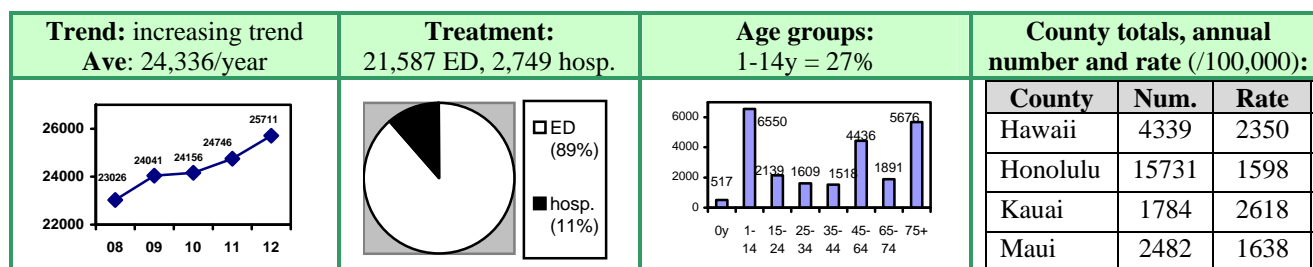 Trend: increasing trend
Ave: 24,336/year
26000
24000
22000
23026
24041
24156
24746
25711
08 09 10 11 12
Treatment:
21,587 ED, 2,749 hosp.
ED
(89%)
hosp.
(11%)
Age groups:
1-14y = 27%
6000
4000
2000
0
517
6550
2139
1609
1518
4436
1891
5676
0y 1- 15- 25- 35- 45- 65- 75+
14 24 34 44 64 74
County totals, annual
number and rate (/100,000):
County Num. Rate
Hawaii 4339 2350
Honolulu 15731 1598
Kauai 1784 2618
Maui 2482 1638